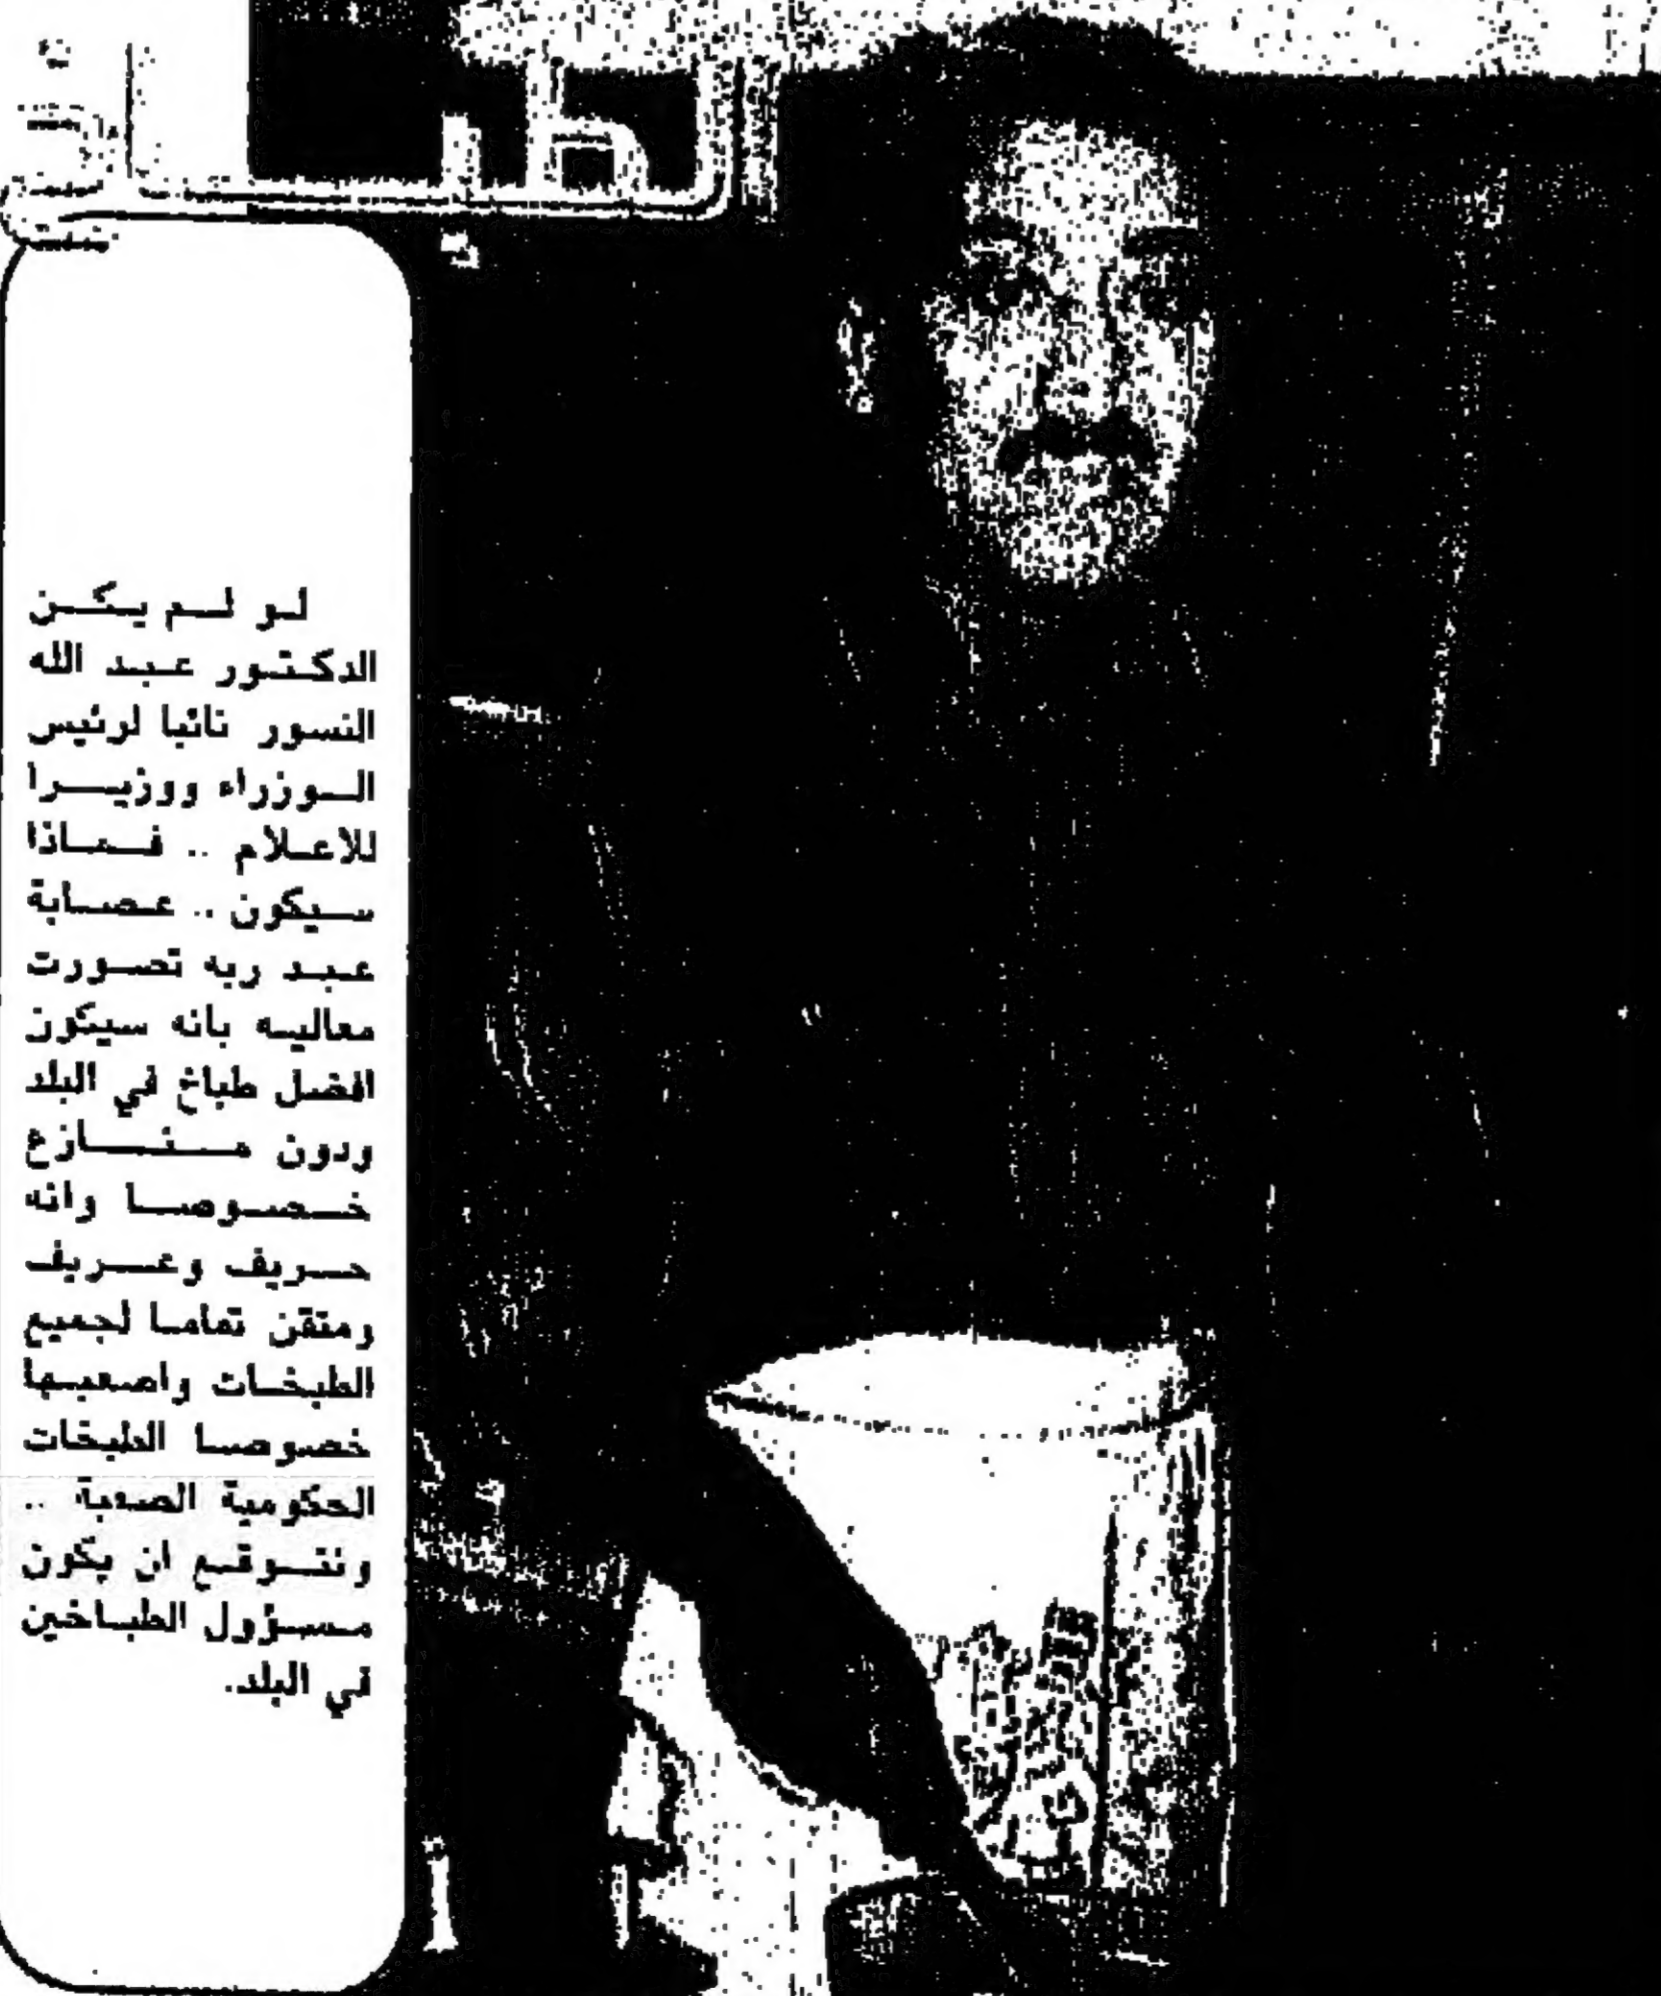 لو لم يكن
الدكتور عبد الله
النسور نائبا لرئيس
الوزراء ووزيرا
للاعلام .. فماذا
سيكون .. عصابة
عبد ربه تصورت
معاليه بانه سيكون
افضل طباخ في البلد
ودون منازع
خصوصا وانه
حريف وعريف
ومتقن تماما لجميع
الطبخات واصعبها
خصوصا الطبخات
الحكومية الصعبة ..
ونتوقع ان يكون
مسؤول الطباخين
في البلد.